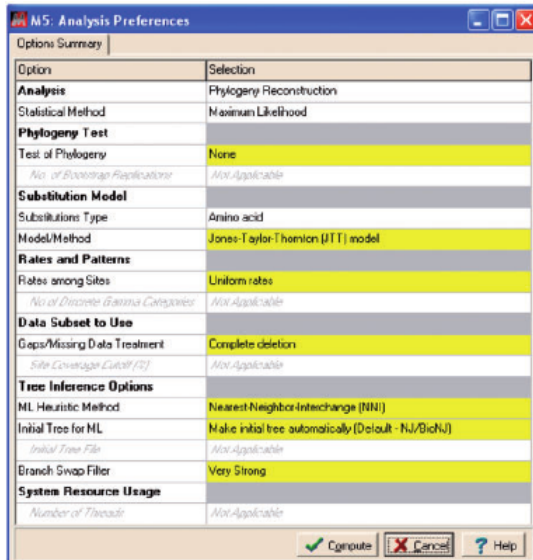 M5: Analysis Preferences
Options Summary
Option Selection
Analysis Phylogeny Reconstruction
Statistical Method Maximum Likelihood
Phylogeny Test
Test of Phylogeny None
No. of Bootstrap Replications Not Applicable
Substitution Model
Substitutions Type Amino acid
Model/Method Jones-Taylor-Thornton (JTT) model
Rates and Patterns
Rates among Sites Uniform rates
No of Discrete Gamma Categories Not Applicable
Data Subset to Use
Gaps/Missing Data Treatment Complete deletion
Site Coverage Cutoff (%) Not Applicable
Tree Inference Options
ML Heuristic Method Nearest-Neighbor-Interchange (NNI)
Initial Tree for ML Make initial tree automatically (Default - NJ/BioNJ)
Initial Tree File Not Applicable
Branch Swap Filter Very Strong
System Resource Usage
Number of Threads Not Applicable
Compute Cancel ? Help